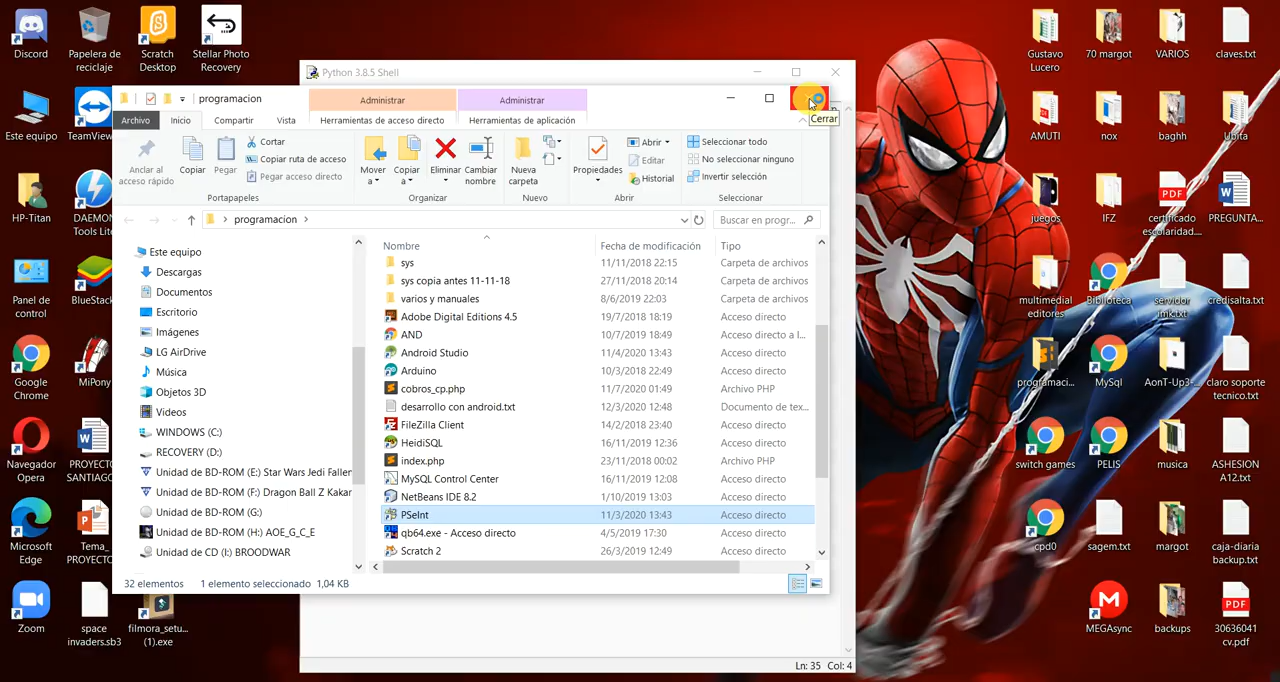 Discord
Papelera de
reciclaje
Scratch
Desktop
Stellar Photo
Recovery
Este equipo
TeamView
HP-Titan
DAEMON
Tools Lite
Panel de
control
BlueStack
Google
Chrome
MiPony
Navegador
Opera
PROYECTO
SANTIAGO
Microsoft
Edge
Tema_
PROYECTO
Zoom
space
invaders.sb3
filmora_setu...
(1).exe
Python 3.8.5 Shell
programacion
Administrar
Administrar
Cerrar
Archivo
Inicio
Compartir
Vista
Herramientas de acceso directo
Herramientas de aplicación
Anclar al
acceso rápido
Copiar
Pegar
Cortar
Copiar ruta de acceso
Pegar acceso directo
Portapapeles
Mover
a
Copiar
a
Eliminar
Cambiar
nombre
Organizar
Nueva
carpeta
Nuevo
Propiedades
Abrir
Editar
Historial
Abrir
Seleccionar todo
No seleccionar ninguno
Invertir selección
Seleccionar
programacion
Buscar en progr...
Este equipo
Descargas
Documentos
Escritorio
Imágenes
LG AirDrive
Música
Objetos 3D
Videos
WINDOWS (C:)
RECOVERY (D:)
Unidad de BD-ROM (E:) Star Wars Jedi Fallen
Unidad de BD-ROM (F:) Dragon Ball Z Kakar
Unidad de BD-ROM (G:)
Unidad de BD-ROM (H:) AOE_G_C_E
Unidad de CD (I:) BROODWAR
Nombre Fecha de modificación Tipo
sys 11/11/2018 22:15 Carpeta de archivos
sys copia antes 11-11-18 27/11/2018 20:14 Carpeta de archivos
varios y manuales 8/6/2019 22:03 Carpeta de archivos
Adobe Digital Editions 4.5 19/7/2018 18:19 Acceso directo
AND 10/7/2019 18:49 Acceso directo a I...
Android Studio 11/4/2020 13:43 Acceso directo
Arduino 10/3/2018 22:49 Acceso directo
cobros_cp.php 11/7/2020 01:49 Archivo PHP
desarrollo con android.txt 12/3/2020 12:48 Documento de tex...
FileZilla Client 14/2/2018 23:40 Acceso directo
HeidiSQL 16/11/2019 12:36 Acceso directo
index.php 23/11/2018 00:02 Archivo PHP
MySQL Control Center 16/11/2019 12:08 Acceso directo
NetBeans IDE 8.2 1/10/2019 13:03 Acceso directo
PSeInt 11/3/2020 13:43 Acceso directo
qb64.exe - Acceso directo 4/5/2019 17:30 Acceso directo
Scratch 2 26/3/2019 12:49 Acceso directo
32 elementos 1 elemento seleccionado 1,04 KB
Ln: 35 Col: 4
Gustavo
Lucero
70 margot
VARIOS
claves.txt
AMUTI
nox
baghh
Ubita
juegos
IFZ
PDF
certificado
escolaridad....
PREGUNTA...
multimedial
editores
Biblioteca
servidor
imk.txt
credisalta.txt
programaci...
MySql
AonT-Up3-...
claro soporte
tecnico.txt
switch games
PELIS
musica
ASHESION
A12.txt
cpd0
sagem.txt
margot
caja-diaria
backup.txt
MEGAsync
backups
PDF
30636041
cv.pdf